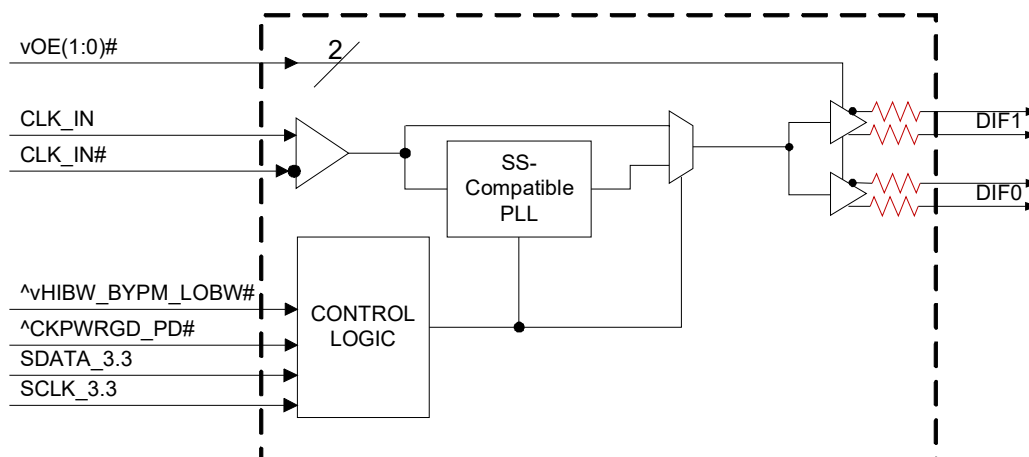 vOE(1:0)#
2
CLK_IN
CLK_IN#
DIF1
SS-
Compatible
PLL
DIF0
^vHIBW_BYPM_LOBW#
^CKPWRGD_PD#
SDATA_3.3
SCLK_3.3
CONTROL
LOGIC